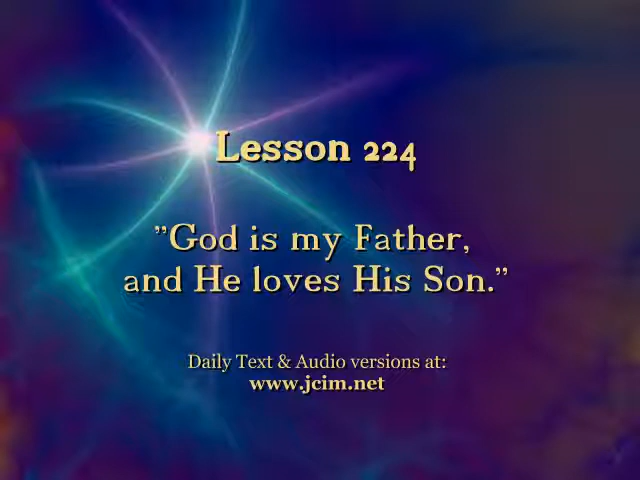 Lesson 224
"God is my Father,
and He loves His Son."
Daily Text & Audio versions at:
www.jcim.net